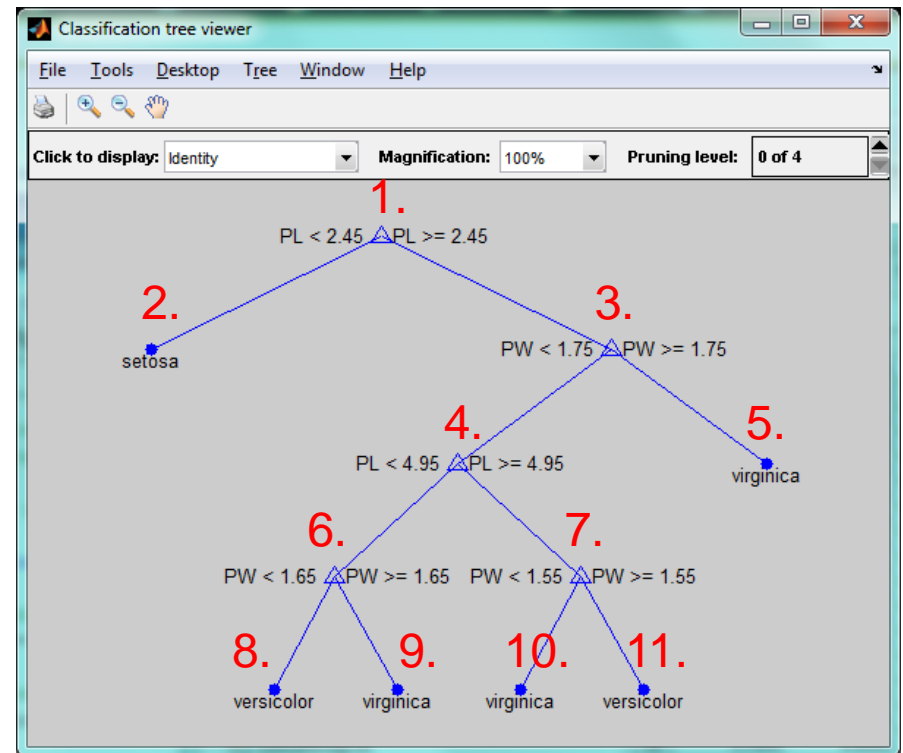 Classification tree viewer
File Tools Desktop Tree Window Help
Click to display: Identity Magnification: 100% Pruning level: 0 of 4
1.
PL < 2.45 PL >= 2.45
2. 3.
setosa
PW < 1.75 PW >= 1.75
4. 5.
PL < 4.95 PL >= 4.95
virginica
6. 7.
PW < 1.65 PW >= 1.65 PW < 1.55 PW >= 1.55
8. 9. 10. 11.
versicolor virginica virginica versicolor